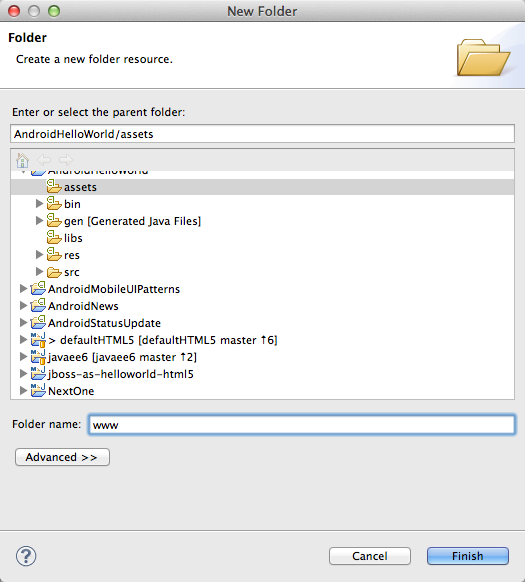 New Folder
Folder
Create a new folder resource.
Enter or select the parent folder:
AndroidHelloWorld/assets
AndroidHelloWorld
assets
bin
gen [Generated Java Files]
libs
res
src
AndroidMobileUIPatterns
AndroidNews
AndroidStatusUpdate
> defaultHTML5 [defaultHTML5 master ↑6]
javaee6 [javaee6 master ↑2]
jboss-as-helloworld-html5
NextOne
Folder name: www
Advanced >>
? Cancel Finish